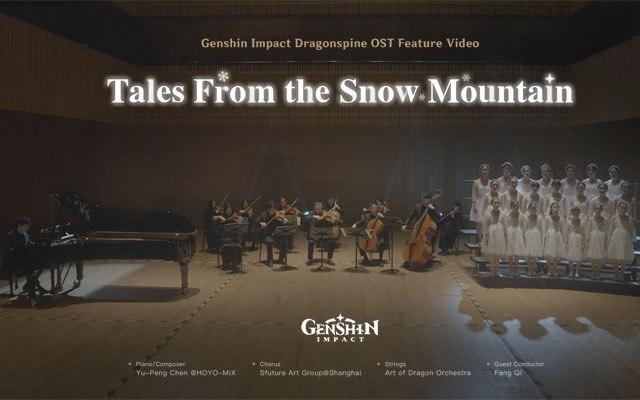 Genshin Impact Dragonspine OST Feature Video
Tales From the Snow Mountain
GENSHIN
IMPACT
Piano/Composer
Yu-Peng Chen @HOYO-MiX
Chorus
Sfuture Art Group@Shanghai
Strings
Art of Dragon Orchestra
Guest Conductor
Fang Qi